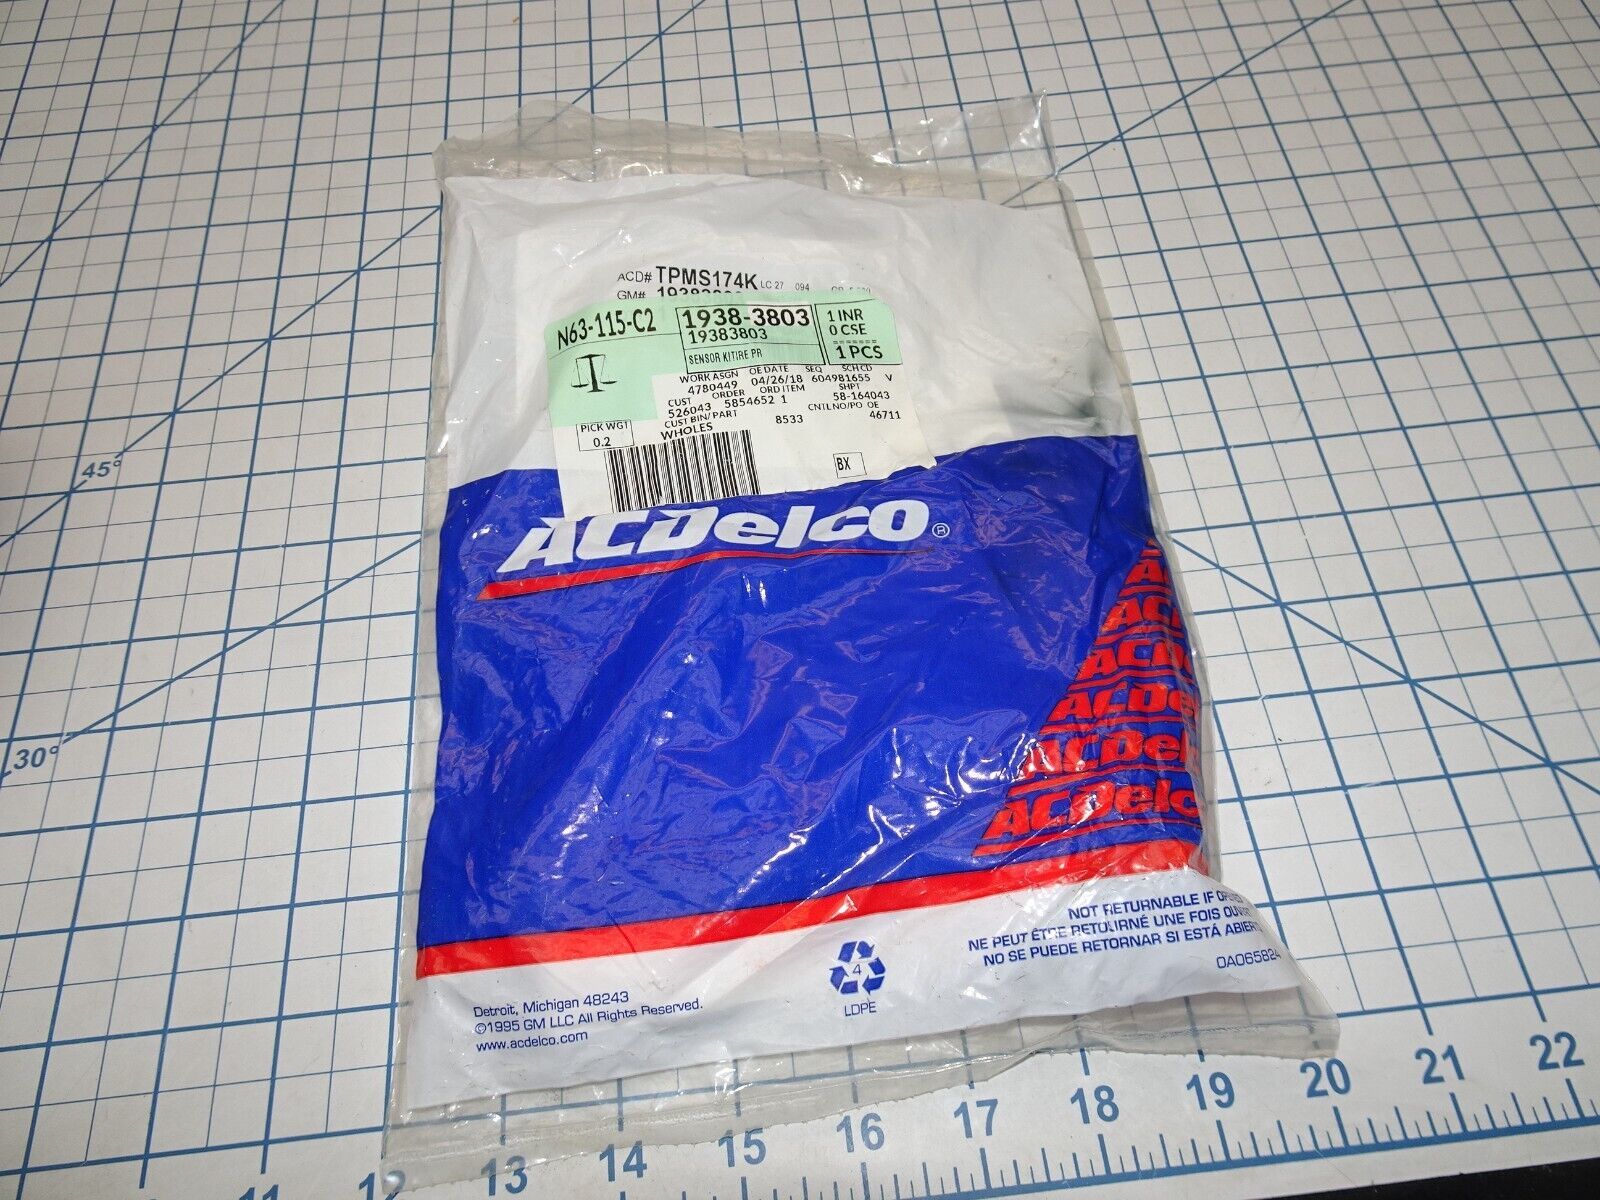 ACD# TPMS174K LC 27 094
GM#
N63-115-C2
1938-3803
19383803
SENSOR K!TIRE PR
1 INR
0 CSE
1 PCS
WORK ASGN OE DATE SEQ SCHCD
4780449 04/26/18 604981655 V
CUST ORDER ORD ITEM SHPT
526043 5854652 1 58-164043
CUST BIN/PART CNTL NO/PO OE
WHOLES 8533 46711
PICK WGT
0.2
BX
ACDelco®
ACDelc
NOT RETURNABLE IF
NE PEUT ÊTRE RETOURNÉ UNE FOIS
NO SE PUEDE RETORNAR SI ESTÁ
0A065824
4
LDPE
Detroit, Michigan 48243
©1995 GM LLC All Rights Reserved.
www.acdelco.com
45°
30°
11 12 13 14 15 16 17 18 19 20 21 22